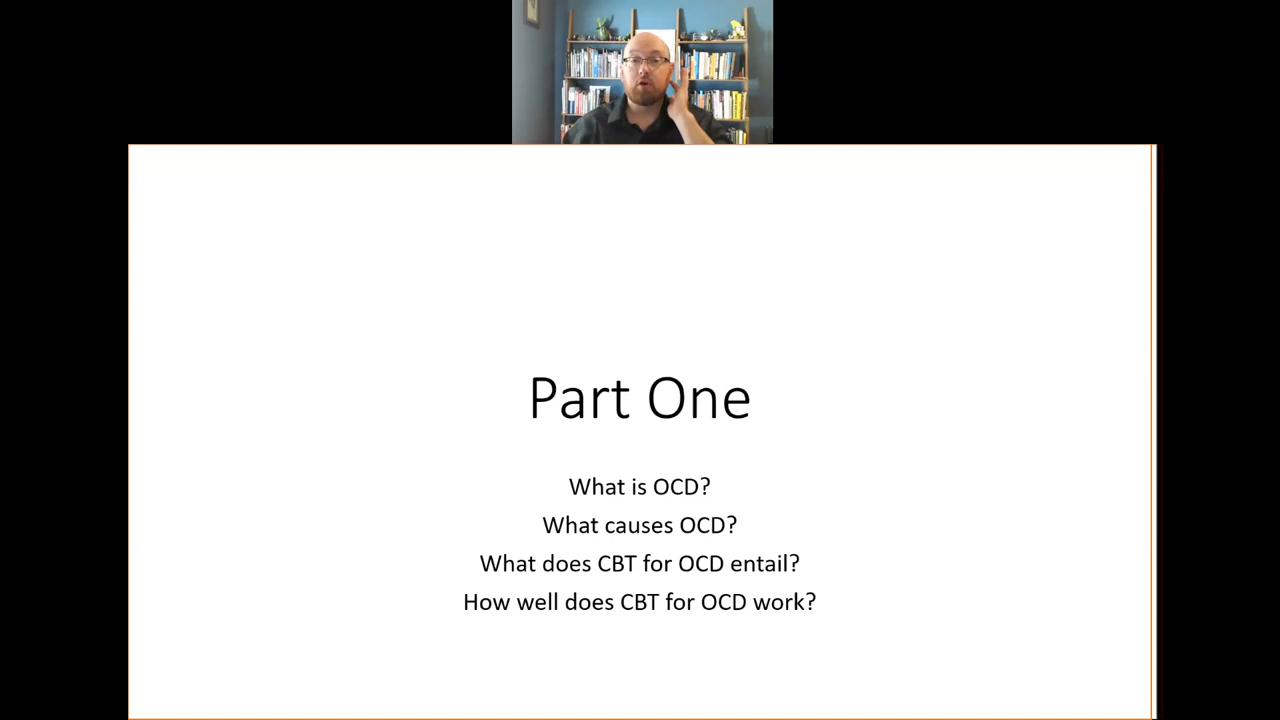 Part One
What is OCD?
What causes OCD?
What does CBT for OCD entail?
How well does CBT for OCD work?